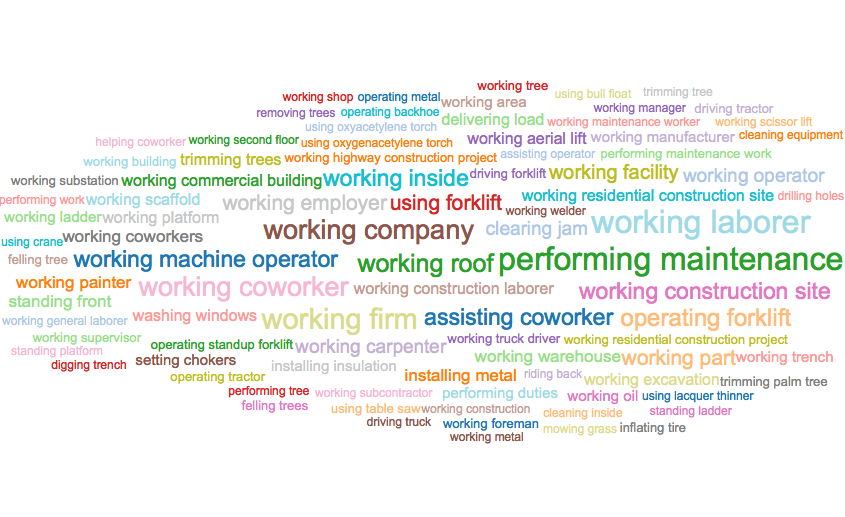 working tree
using bull float
trimming tree
working shop
operating metal
working area
working manager
driving tractor
removing trees
operating backhoe
delivering load
working maintenance worker
working scissor lift
using oxyacetylene torch
helping coworker
working second floor
using oxygenacetylene torch
working aerial lift
working manufacturer
cleaning equipment
working building
trimming trees
working highway construction project
assisting operator
performing maintenance work
working substation
working commercial building
working inside
driving forklift
working facility
working operator
performing work
working scaffold
working employer
using forklift
working residential construction site
drilling holes
working ladder
working platform
working welder
using crane
working coworkers
working company
clearing jam
working laborer
felling tree
working machine operator
working roof
performing maintenance
working painter
working coworker
working construction laborer
working construction site
standing front
working general laborer
washing windows
working firm
assisting coworker
operating forklift
working supervisor
standing platform
operating standup forklift
working carpenter
working truck driver
working residential construction project
digging trench
setting chokers
installing insulation
working warehouse
working part
working trench
operating tractor
installing metal
riding back
working excavation
trimming palm tree
performing tree
working subcontractor
performing duties
working oil
using lacquer thinner
felling trees
using table saw
working construction
cleaning inside
standing ladder
driving truck
working foreman
mowing grass
inflating tire
working metal